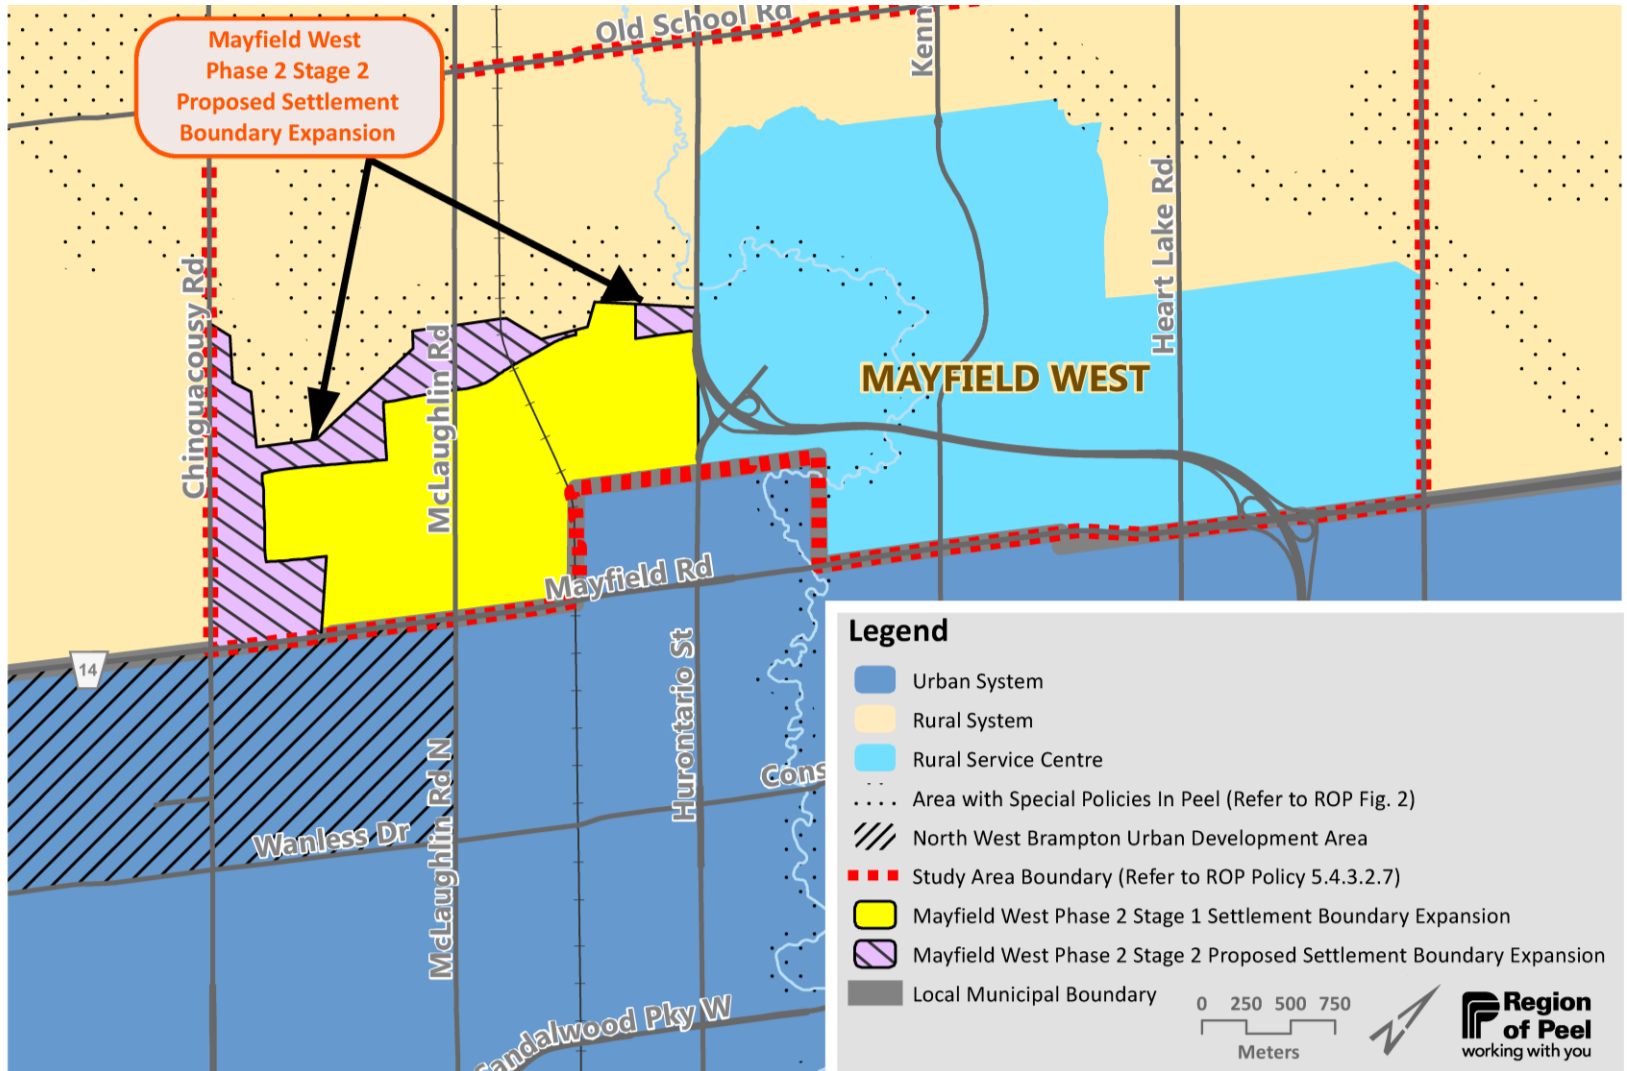 Old School Rd
Kenn
Mayfield West
Phase 2 Stage 2
Proposed Settlement
Boundary Expansion
Heart Lake Rd
Chinguacousy Rd
McLaughlin Rd
MAYFIELD WEST
Mayfield Rd
14
Hurontario St
McLaughlin Rd N
Cons
Wanless Dr
Sandalwood Pky W
Legend
Urban System
Rural System
Rural Service Centre
Area with Special Policies In Peel (Refer to ROP Fig. 2)
North West Brampton Urban Development Area
Study Area Boundary (Refer to ROP Policy 5.4.3.2.7)
Mayfield West Phase 2 Stage 1 Settlement Boundary Expansion
Mayfield West Phase 2 Stage 2 Proposed Settlement Boundary Expansion
Local Municipal Boundary
0 250 500 750
Meters
N
Region
of Peel
working with you